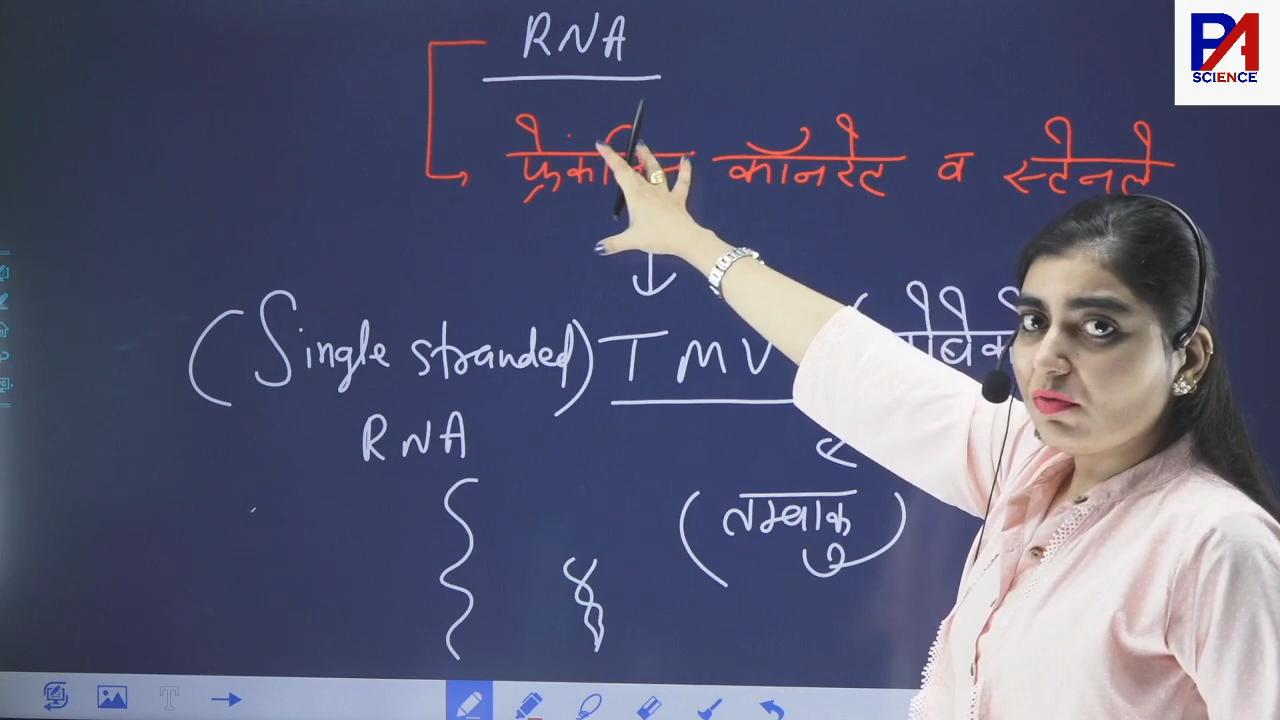 RNA
PA
SCIENCE
कॉनरेट व स्टेनले
(Single stranded) TMV
RNA
(तम्बाकू)